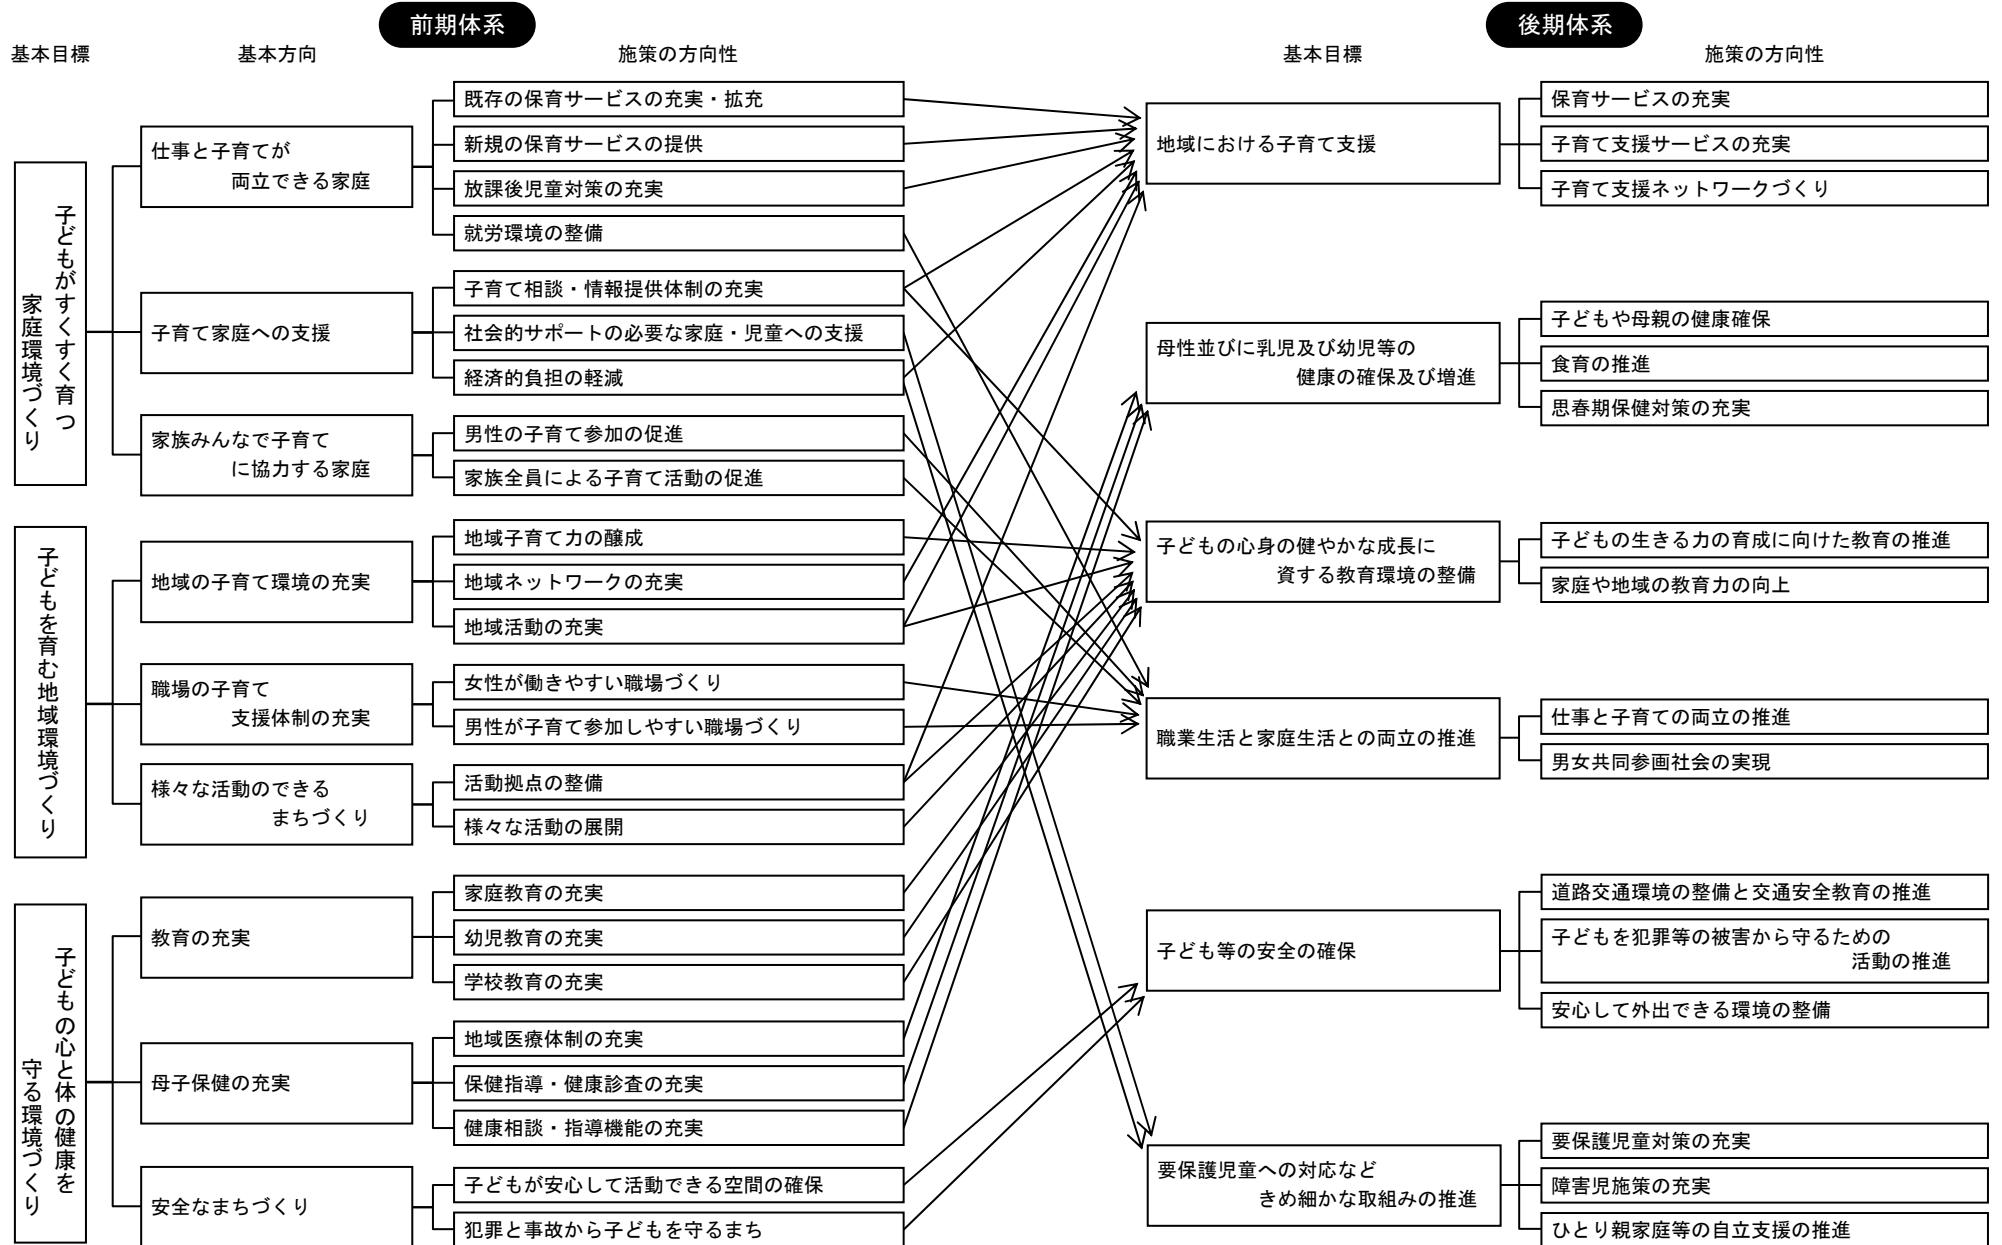 前期体系
基本目標
基本方向
施策の方向性
子どもがすくすく育つ
家庭環境づくり
仕事と子育てが
両立できる家庭
既存の保育サービスの充実・拡充
新規の保育サービスの提供
放課後児童対策の充実
就労環境の整備
子育て家庭への支援
子育て相談・情報提供体制の充実
社会的サポートの必要な家庭・児童への支援
経済的負担の軽減
家族みんなで子育て
に協力する家庭
男性の子育て参加の促進
家族全員による子育て活動の促進
子どもを育む地域環境づくり
地域の子育て環境の充実
地域子育て力の醸成
地域ネットワークの充実
地域活動の充実
職場の子育て
支援体制の充実
女性が働きやすい職場づくり
男性が子育て参加しやすい職場づくり
様々な活動のできる
まちづくり
活動拠点の整備
様々な活動の展開
子どもの心と体の健康を
守る環境づくり
教育の充実
家庭教育の充実
幼児教育の充実
学校教育の充実
母子保健の充実
地域医療体制の充実
保健指導・健康診査の充実
健康相談・指導機能の充実
安全なまちづくり
子どもが安心して活動できる空間の確保
犯罪と事故から子どもを守るまち
後期体系
基本目標
施策の方向性
地域における子育て支援
保育サービスの充実
子育て支援サービスの充実
子育て支援ネットワークづくり
母性並びに乳児及び幼児等の
健康の確保及び増進
子どもや母親の健康確保
食育の推進
思春期保健対策の充実
子どもの心身の健やかな成長に
資する教育環境の整備
子どもの生きる力の育成に向けた教育の推進
家庭や地域の教育力の向上
職業生活と家庭生活との両立の推進
仕事と子育ての両立の推進
男女共同参画社会の実現
子ども等の安全の確保
道路交通環境の整備と交通安全教育の推進
子どもを犯罪等の被害から守るための
活動の推進
安心して外出できる環境の整備
要保護児童への対応など
きめ細かな取組みの推進
要保護児童対策の充実
障害児施策の充実
ひとり親家庭等の自立支援の推進